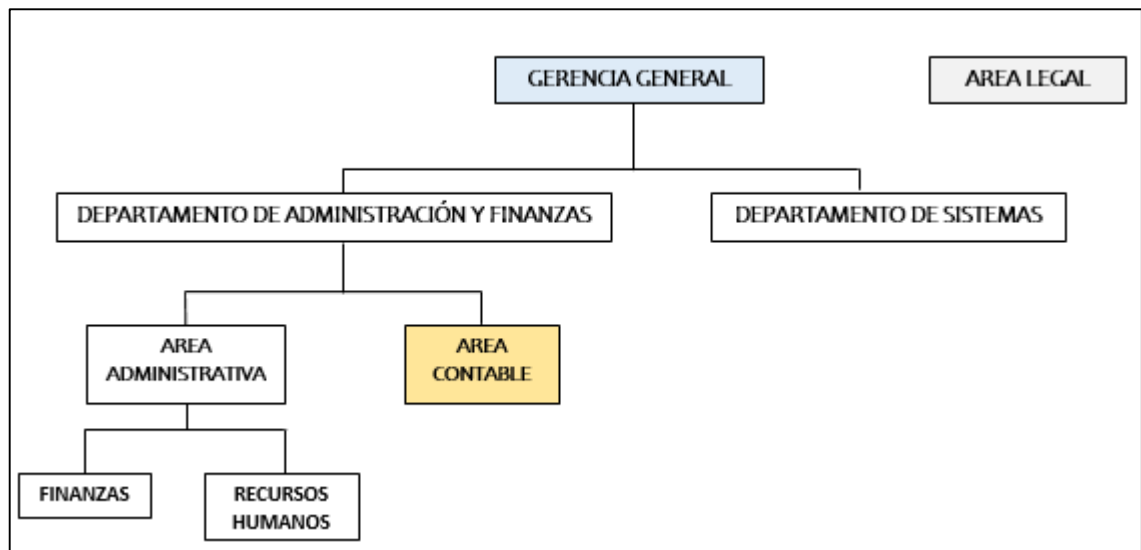 GERENCIA GENERAL
AREA LEGAL
DEPARTAMENTO DE ADMINISTRACIÓN Y FINANZAS
DEPARTAMENTO DE SISTEMAS
AREA
ADMINISTRATIVA
AREA
CONTABLE
FINANZAS
RECURSOS
HUMANOS